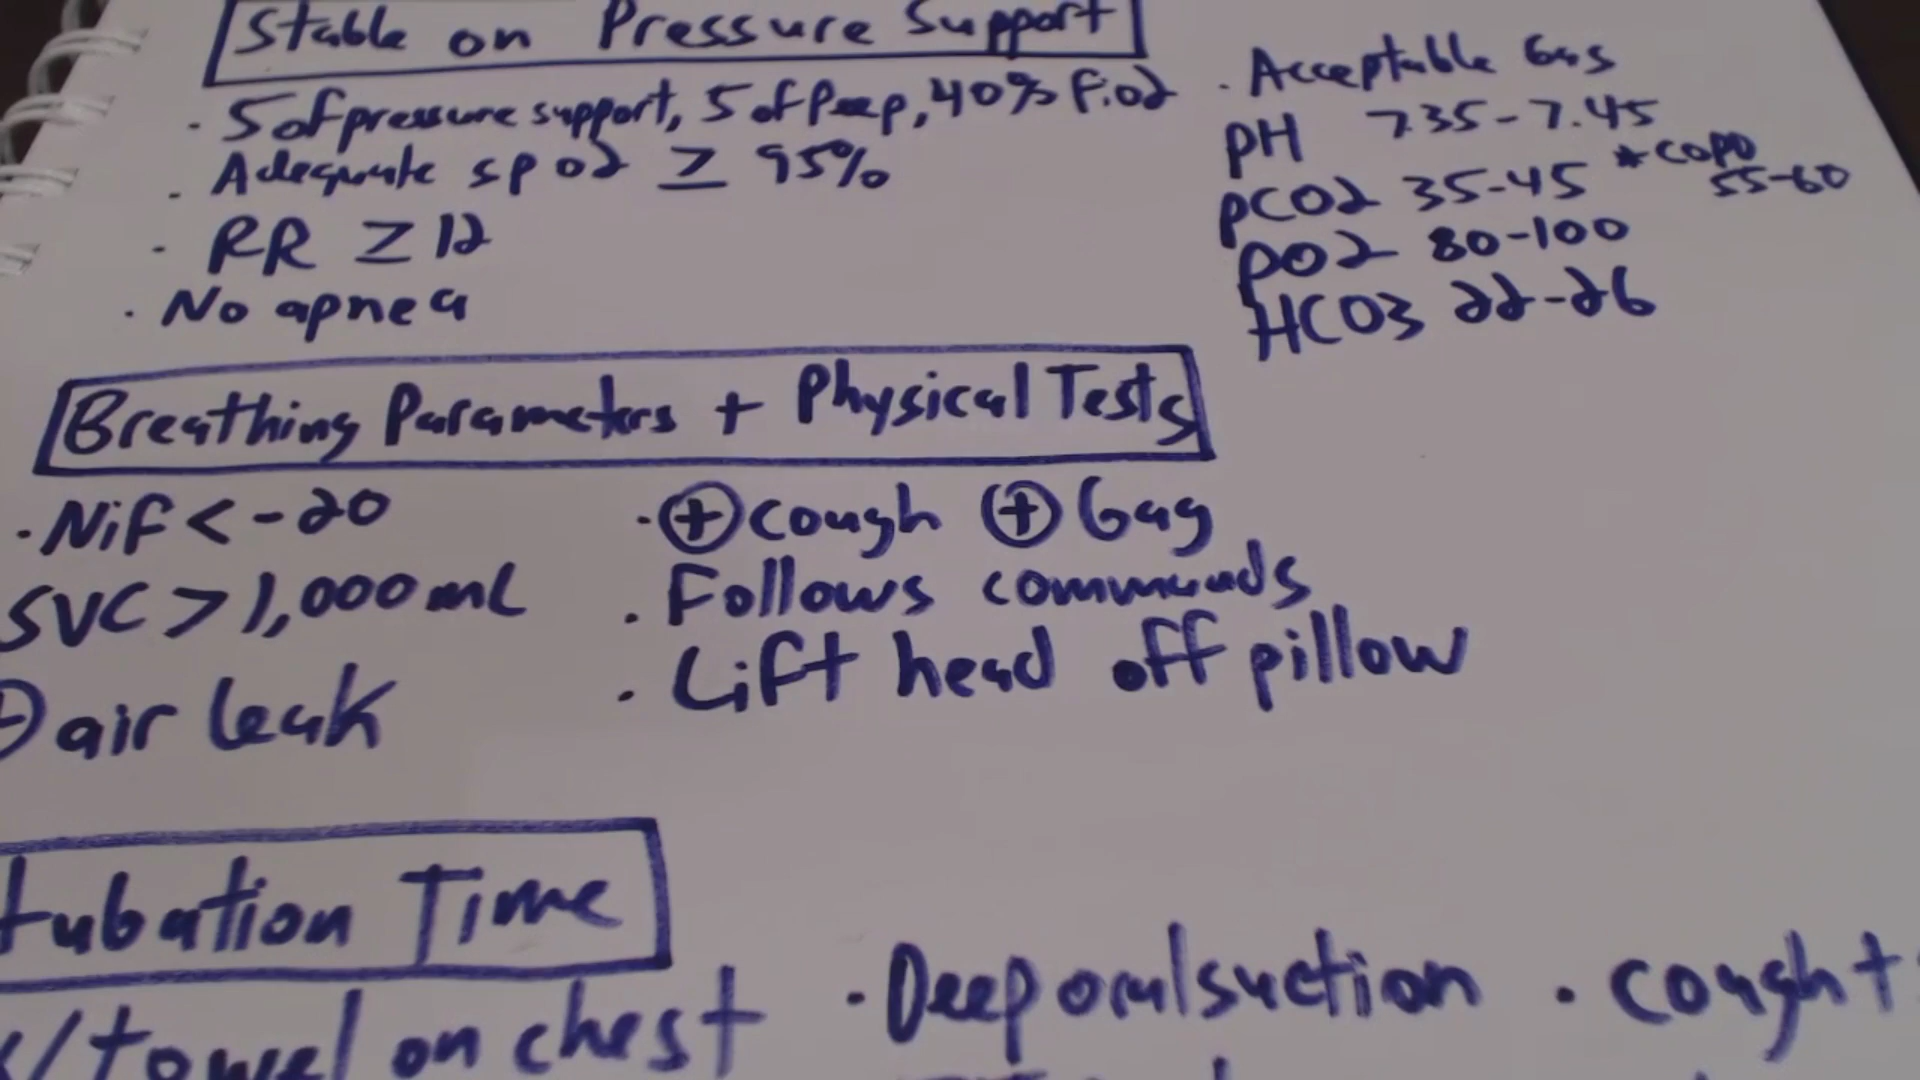 Stable on Pressure Support
· 5 of pressure support, 5 of Peep, 40% Fio2
· Adequate spo2 ≥ 95%
· RR ≥ 12
· No apnea
· Acceptable Gas
PH 7.35-7.45
pCO2 35-45 *COPD
55-60
pO2 80-100
HCO3 22-26
Breathing Parameters + Physical Tests
· Nif < -20
SVC > 1,000 mL
air leak
· ⊕ cough ⊕ Gag
· Follows commands
· Lift head off pillow
tubation Time
/towel on chest
· Deep oral suction
· cough +